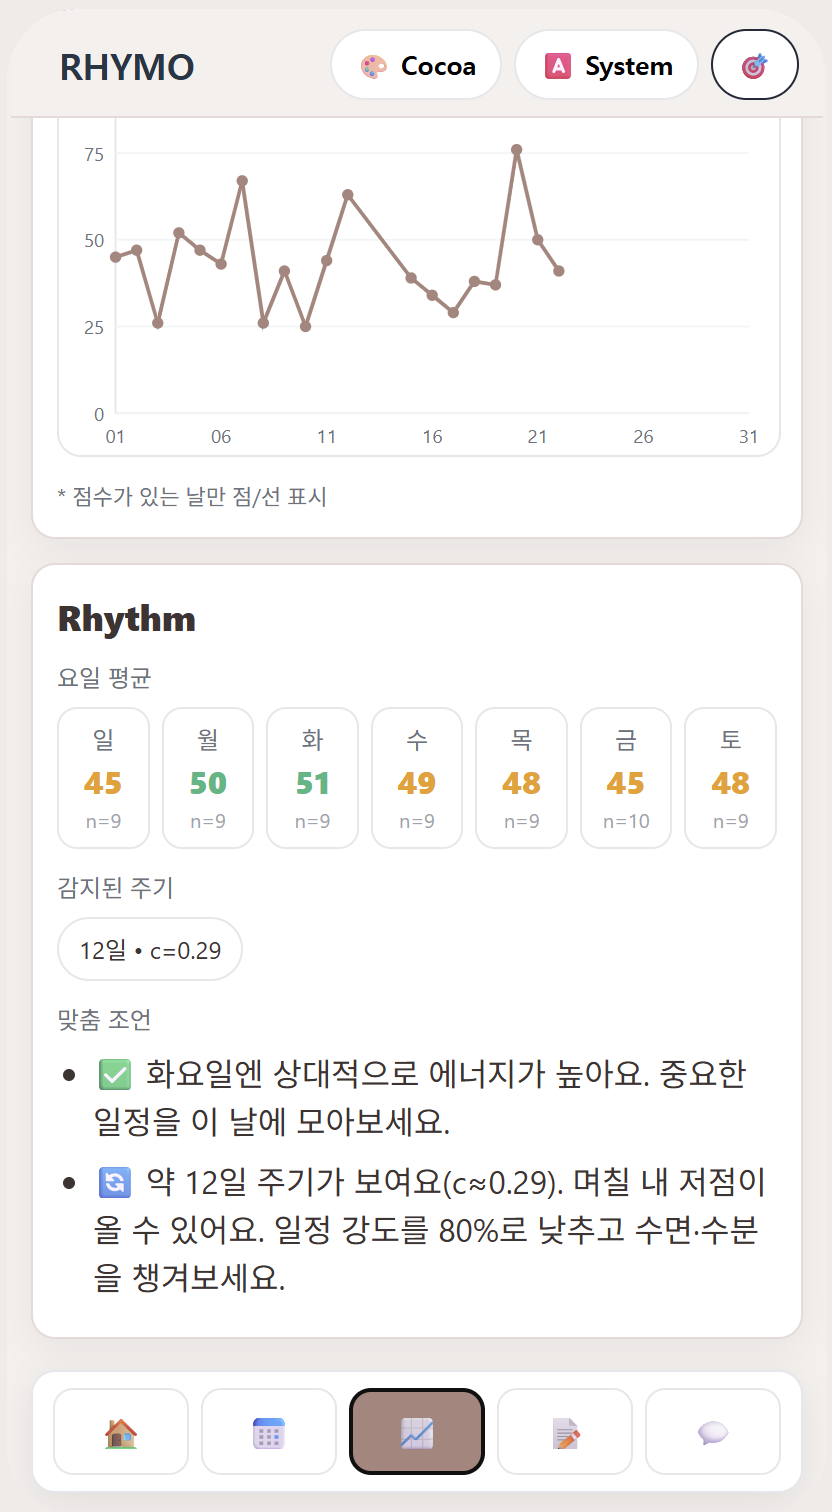 RHYMO
🎨 Cocoa
🅰 System
🎯
75
50
25
0
01 06 11 16 21 26 31
* 점수가 있는 날만 점/선 표시
Rhythm
요일 평균
일 월 화 수 목 금 토
45 50 51 49 48 45 48
n=9 n=9 n=9 n=9 n=9 n=10 n=9
감지된 주기
12일 • c=0.29
맞춤 조언
• ✅ 화요일엔 상대적으로 에너지가 높아요. 중요한
일정을 이 날에 모아보세요.
• 🔄 약 12일 주기가 보여요(c≈0.29). 며칠 내 저점이
올 수 있어요. 일정 강도를 80%로 낮추고 수면·수분
을 챙겨보세요.